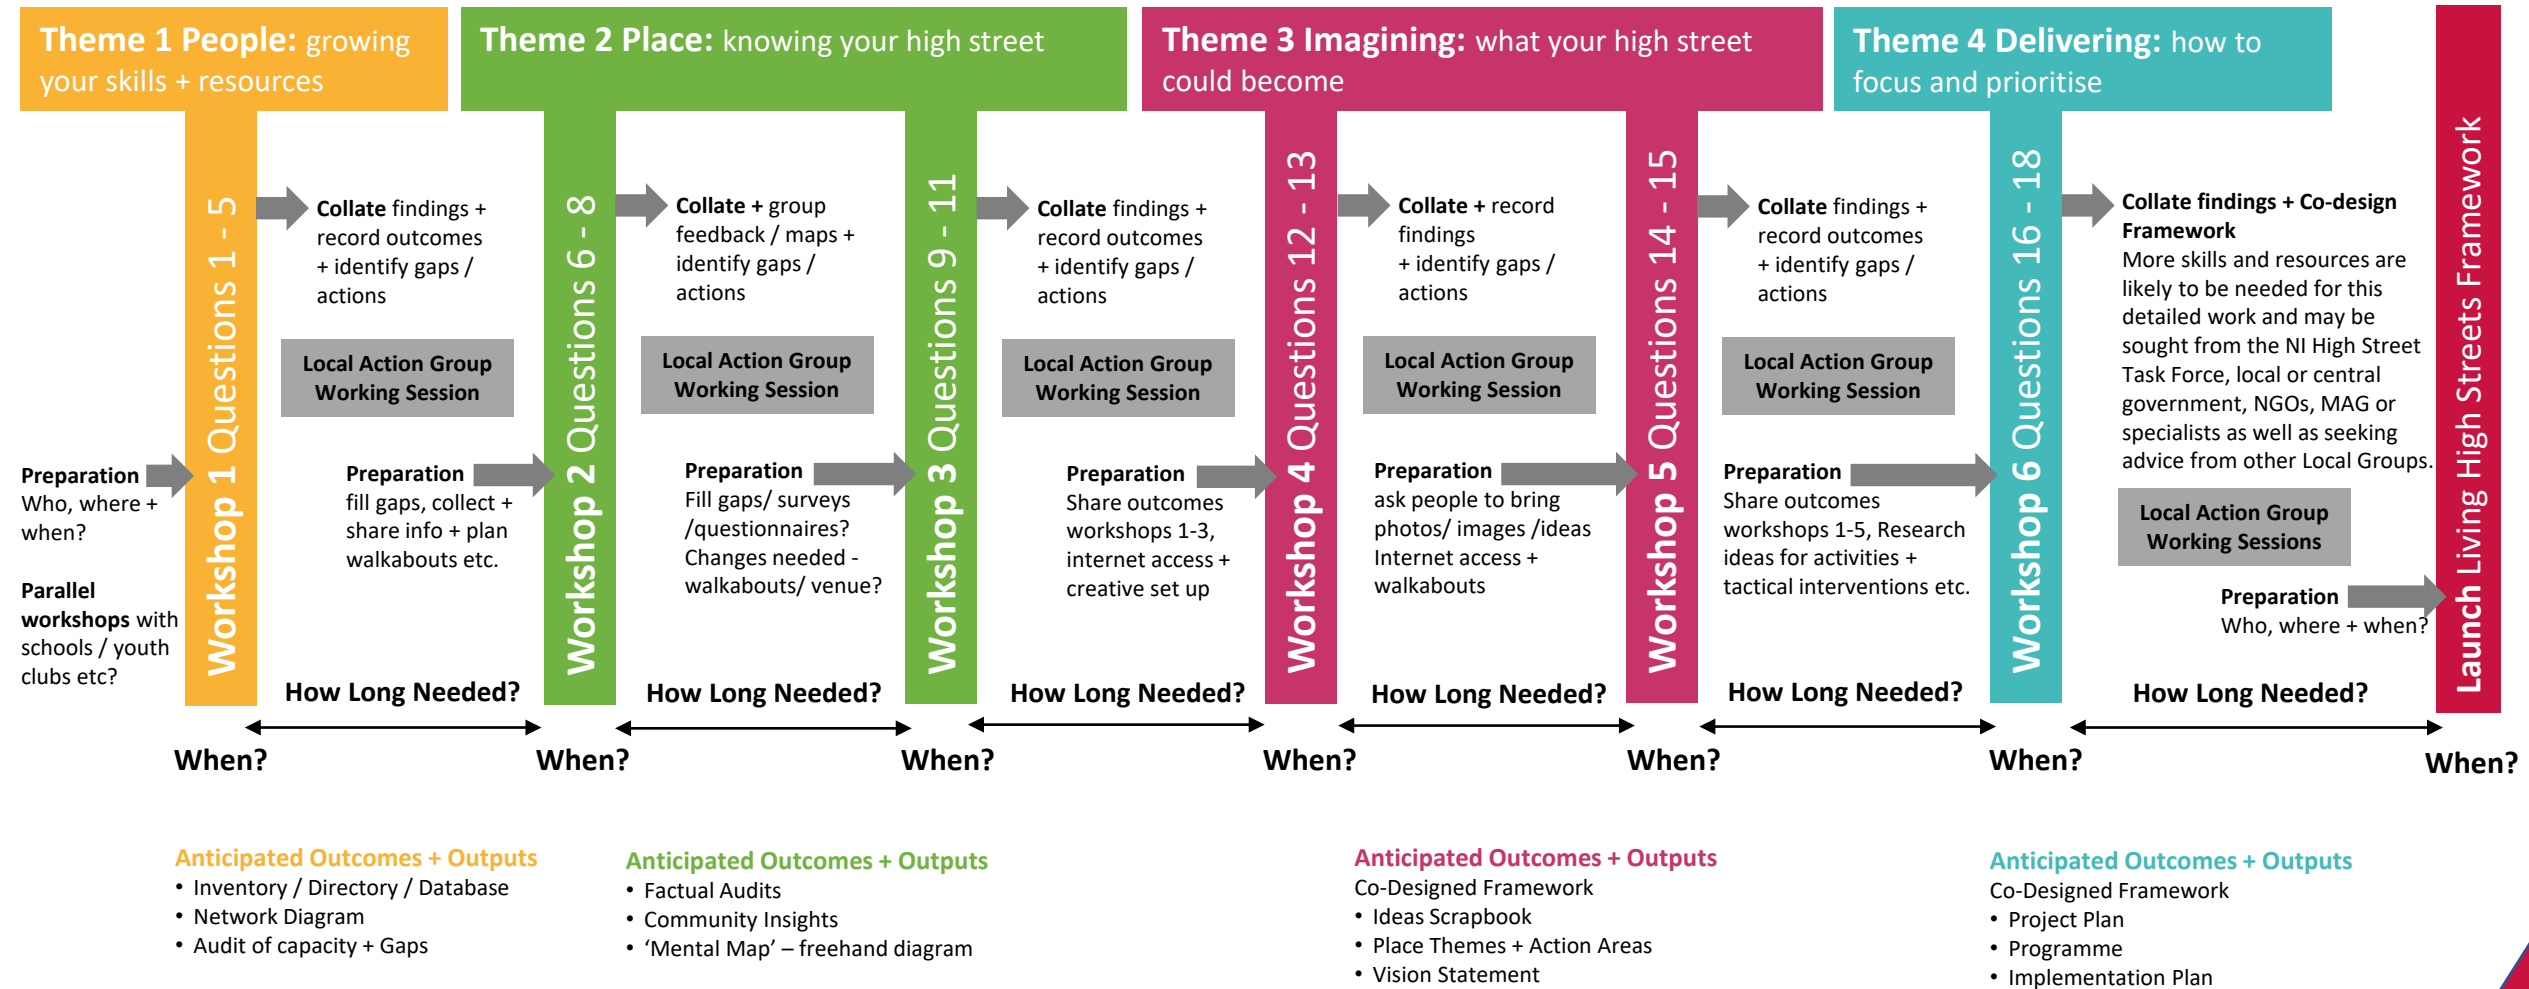 Theme 1 People: growing
your skills + resources
Theme 2 Place: knowing your high street
Theme 3 Imagining: what your high street
could become
Theme 4 Delivering: how to
focus and prioritise
Preparation
Who, where +
when?
Parallel
workshops with
schools / youth
clubs etc?
Workshop 1 Questions 1 - 5
Collate findings +
record outcomes
+ identify gaps /
actions
Local Action Group
Working Session
Preparation
fill gaps, collect +
share info + plan
walkabouts etc.
How Long Needed?
Workshop 2 Questions 6 - 8
Collate + group
feedback / maps +
identify gaps /
actions
Local Action Group
Working Session
Preparation
Fill gaps/ surveys
/questionnaires?
Changes needed -
walkabouts/ venue?
How Long Needed?
Workshop 3 Questions 9 - 11
Collate findings +
record outcomes
+ identify gaps /
actions
Local Action Group
Working Session
Preparation
Share outcomes
workshops 1-3,
internet access +
creative set up
How Long Needed?
Workshop 4 Questions 12 - 13
Collate + record
findings
+ identify gaps /
actions
Local Action Group
Working Session
Preparation
ask people to bring
photos/ images /ideas
Internet access +
walkabouts
How Long Needed?
Workshop 5 Questions 14 - 15
Collate findings +
record outcomes
+ identify gaps /
actions
Local Action Group
Working Session
Preparation
Share outcomes
workshops 1-5, Research
ideas for activities +
tactical interventions etc.
How Long Needed?
Workshop 6 Questions 16 - 18
Collate findings + Co-design
Framework
More skills and resources are
likely to be needed for this
detailed work and may be
sought from the NI High Street
Task Force, local or central
government, NGOs, MAG or
specialists as well as seeking
advice from other Local Groups.
Local Action Group
Working Sessions
Preparation
Who, where + when?
How Long Needed?
Launch Living High Streets Framework
When?
When?
When?
When?
When?
When?
When?
Anticipated Outcomes + Outputs
• Inventory / Directory / Database
• Network Diagram
• Audit of capacity + Gaps
Anticipated Outcomes + Outputs
• Factual Audits
• Community Insights
• ‘Mental Map’ – freehand diagram
Anticipated Outcomes + Outputs
Co-Designed Framework
• Ideas Scrapbook
• Place Themes + Action Areas
• Vision Statement
Anticipated Outcomes + Outputs
Co-Designed Framework
• Project Plan
• Programme
• Implementation Plan